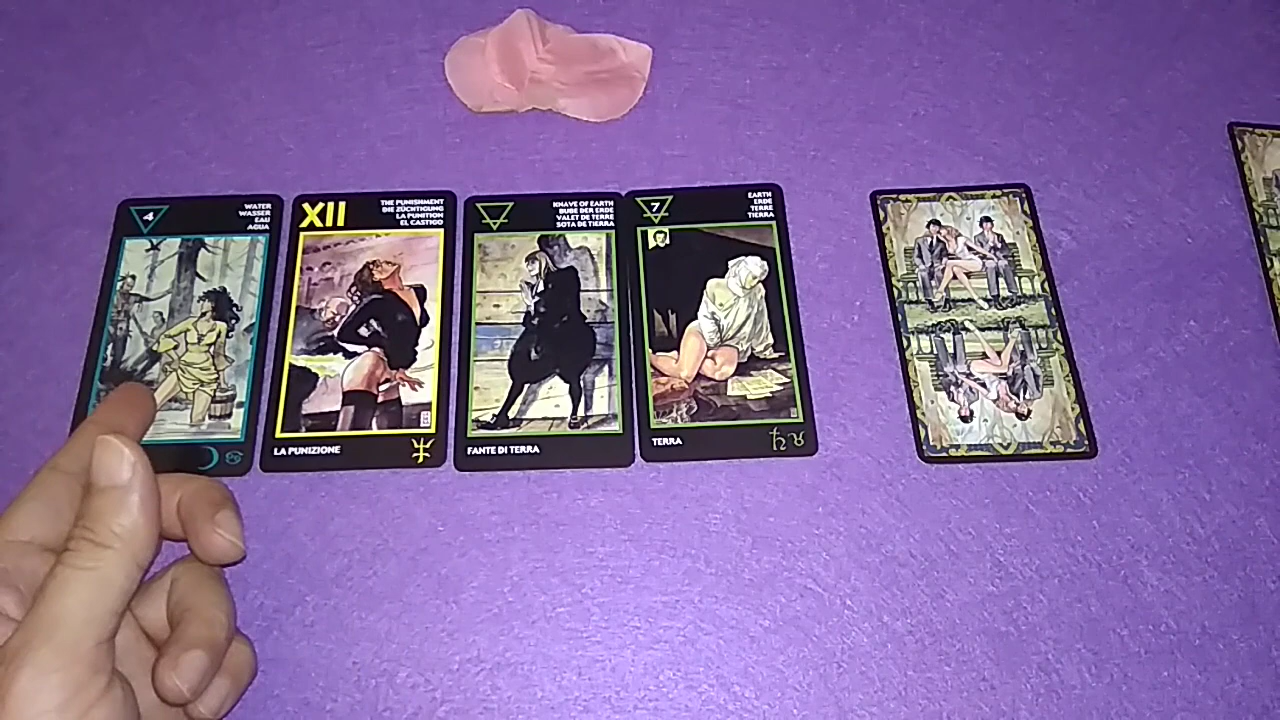 4
WATER
WASSER
EAU
AGUA
XII
THE PUNISHMENT
DIE ZÜCHTIGUNG
LA PUNITION
EL CASTIGO
LA PUNIZIONE
KNAVE OF EARTH
BUBE DER ERDE
VALET DE TERRE
SOTA DE TIERRA
FANTE DI TERRA
7
EARTH
ERDE
TERRE
TIERRA
TERRA